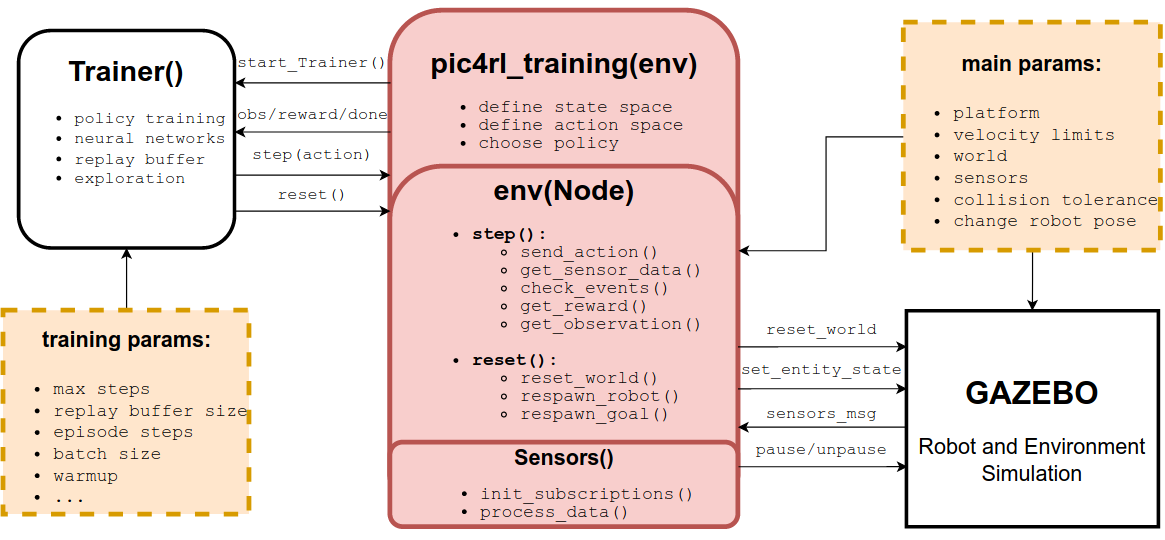 Trainer()
• policy training
• neural networks
• replay buffer
• exploration
start_Trainer()
obs/reward/done
step(action)
reset()
training params:
• max steps
• replay buffer size
• episode steps
• batch size
• warmup
• ...
pic4rl_training(env)
• define state space
• define action space
• choose policy
env(Node)
• step():
◦ send_action()
◦ get_sensor_data()
◦ check_events()
◦ get_reward()
◦ get_observation()
• reset():
◦ reset_world()
◦ respawn_robot()
◦ respawn_goal()
Sensors()
• init_subscriptions()
• process_data()
main params:
• platform
• velocity limits
• world
• sensors
• collision tolerance
• change robot pose
reset_world
set_entity_state
sensors_msg
pause/unpause
GAZEBO
Robot and Environment
Simulation